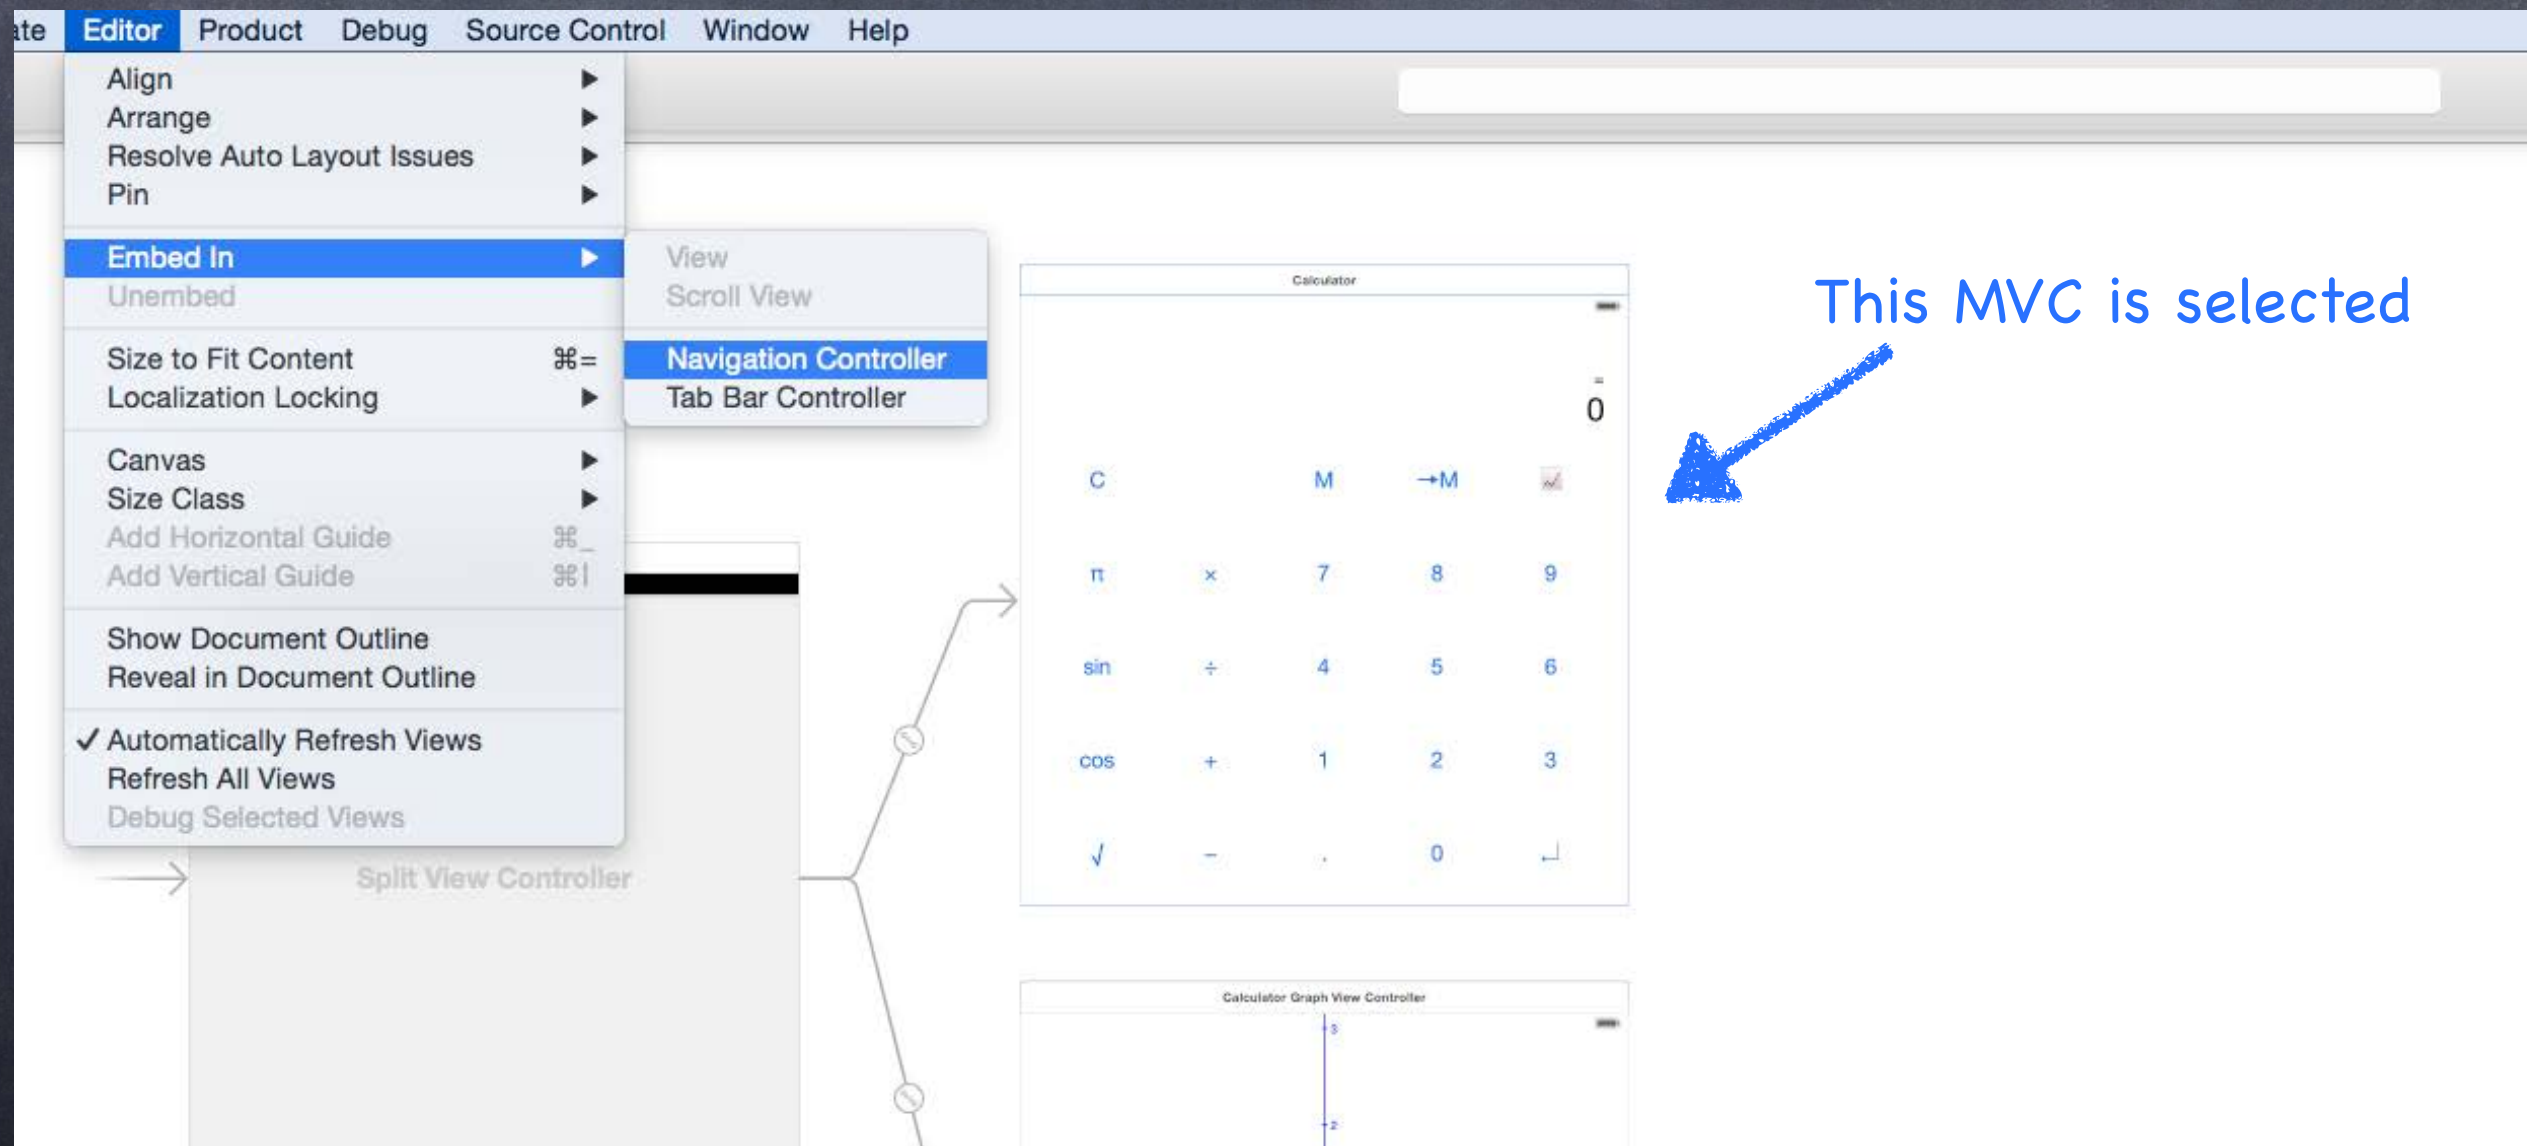 ate Editor Product Debug Source Control Window Help
Align ▶
Arrange ▶
Resolve Auto Layout Issues ▶
Pin ▶
Embed In ▶
Unembed
Size to Fit Content ⌘=
Localization Locking ▶
Canvas ▶
Size Class ▶
Add Horizontal Guide ⌘_
Add Vertical Guide ⌘|
Show Document Outline
Reveal in Document Outline
✓ Automatically Refresh Views
Refresh All Views
Debug Selected Views
View
Scroll View
Navigation Controller
Tab Bar Controller
Split View Controller
Calculator
=
0
C M →M 📈
π × 7 8 9
sin ÷ 4 5 6
cos + 1 2 3
√ − . 0 ↵
This MVC is selected
Calculator Graph View Controller
3
2